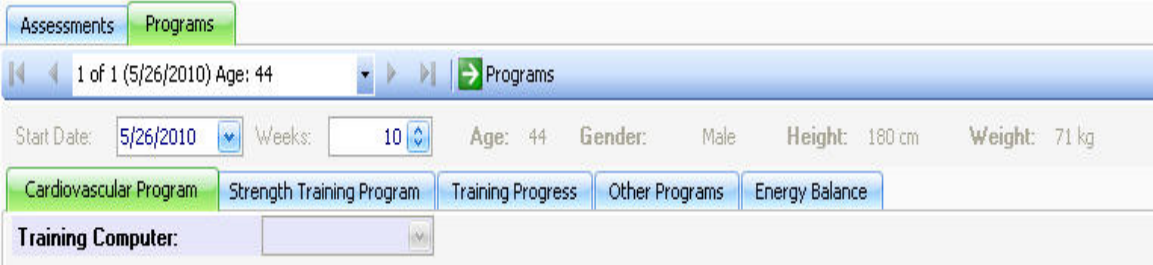 Assessments Programs
1 of 1 (5/26/2010) Age: 44 Programs
Start Date: 5/26/2010 Weeks: 10 Age: 44 Gender: Male Height: 180 cm Weight: 71 kg
Cardiovascular Program Strength Training Program Training Progress Other Programs Energy Balance
Training Computer: